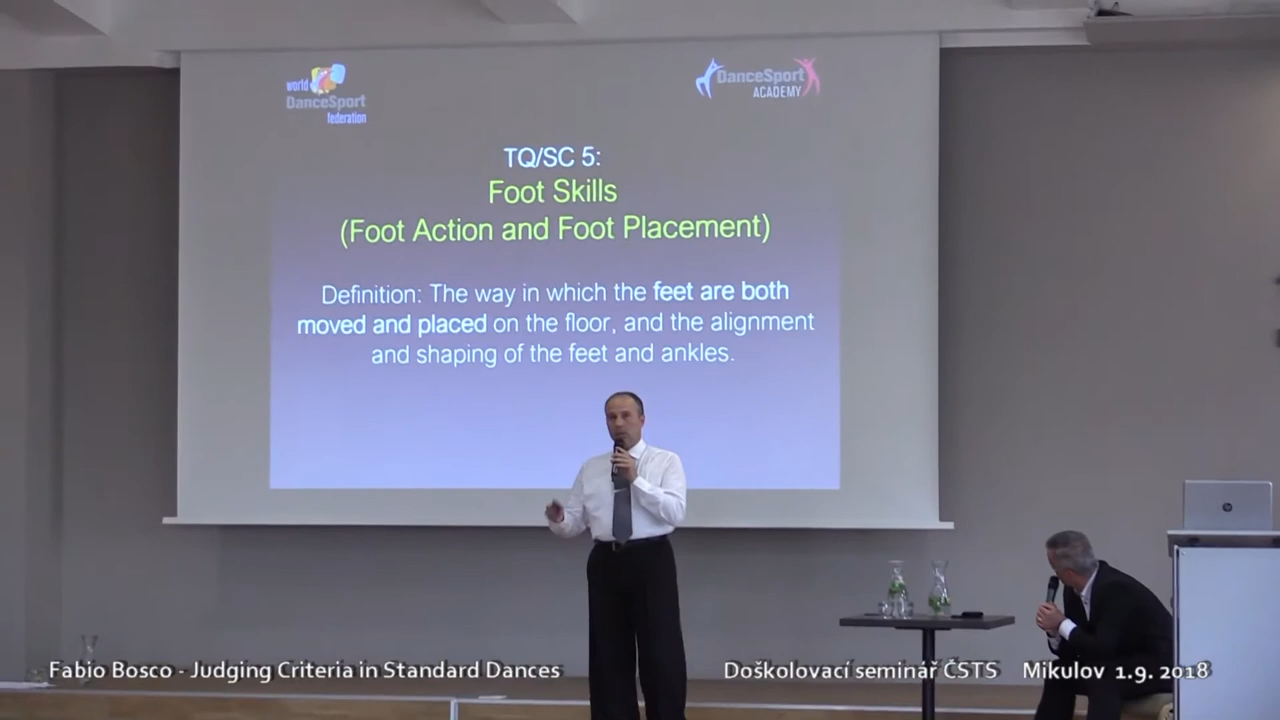 world
DanceSport
federation
DanceSport
ACADEMY
TQ/SC 5:
Foot Skills
(Foot Action and Foot Placement)
Definition: The way in which the feet are both
moved and placed on the floor, and the alignment
and shaping of the feet and ankles.
hp
Fabio Bosco - Judging Criteria in Standard Dances
Doškolovací seminář ČSTS Mikulov 1.9. 2018